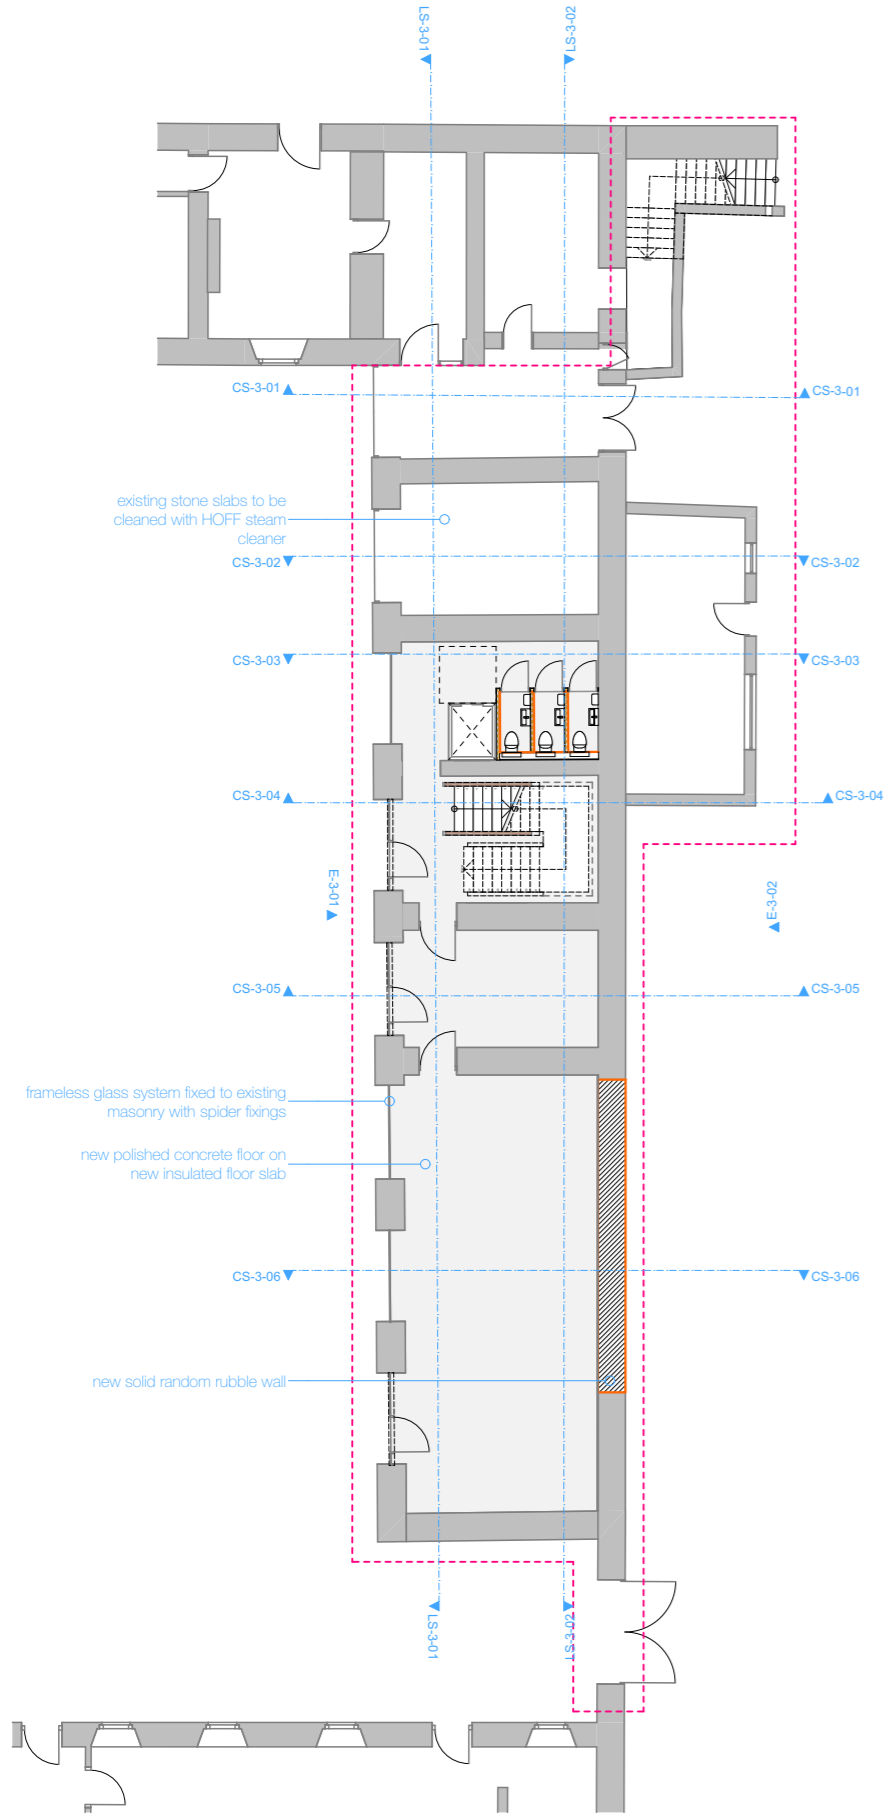 LS-3-01
LS-3-02
CS-3-01
CS-3-01
existing stone slabs to be
cleaned with HOFF steam
cleaner
CS-3-02
CS-3-02
CS-3-03
CS-3-03
CS-3-04
CS-3-04
E-3-01
E-3-02
CS-3-05
CS-3-05
frameless glass system fixed to existing
masonry with spider fixings
new polished concrete floor on
new insulated floor slab
CS-3-06
CS-3-06
new solid random rubble wall
LS-3-01
LS-3-02